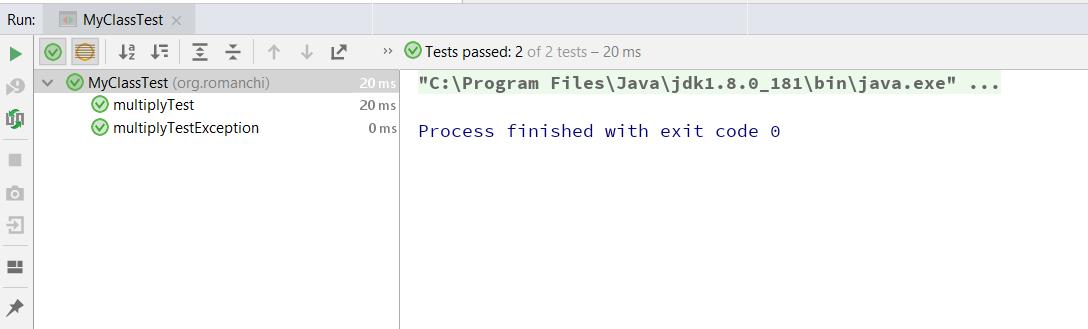 Run: MyClassTest
Tests passed: 2 of 2 tests – 20 ms
MyClassTest (org.romanchi) 20 ms
multiplyTest 20 ms
multiplyTestException 0 ms
"C:\Program Files\Java\jdk1.8.0_181\bin\java.exe" ...
Process finished with exit code 0